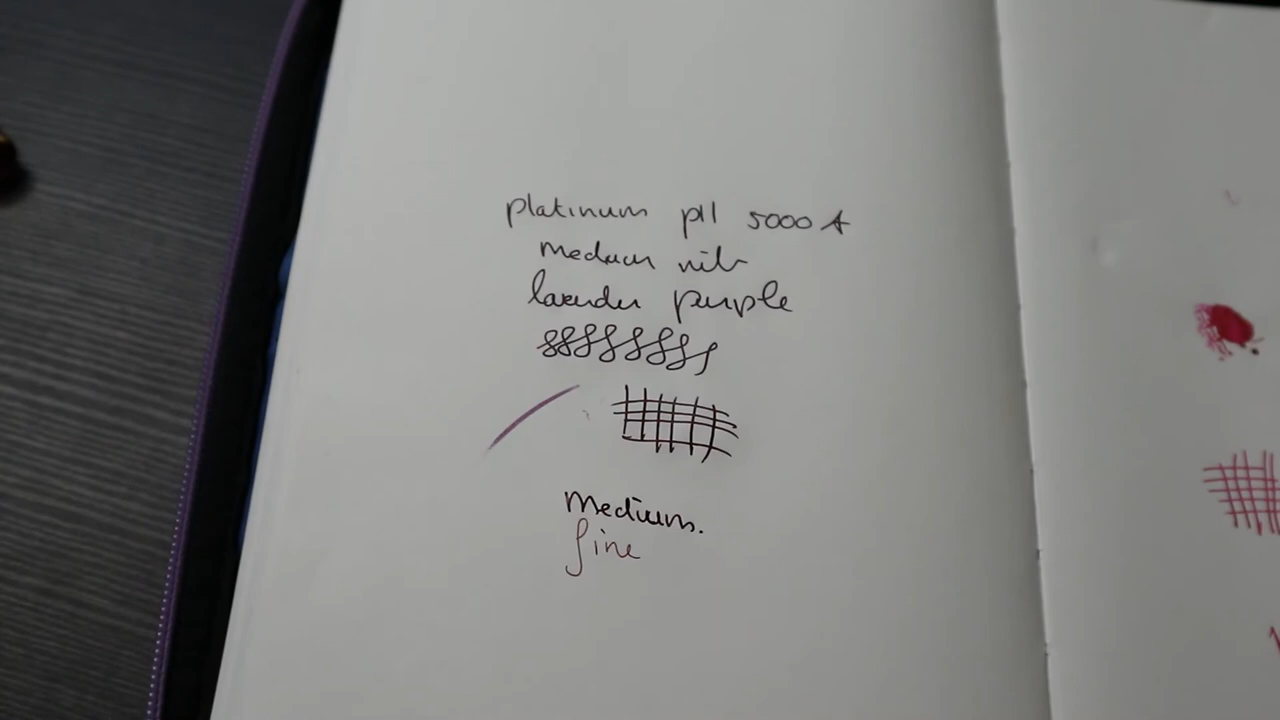 platinum pll 5000 A
medium nib
lavender purple
medium.
fine